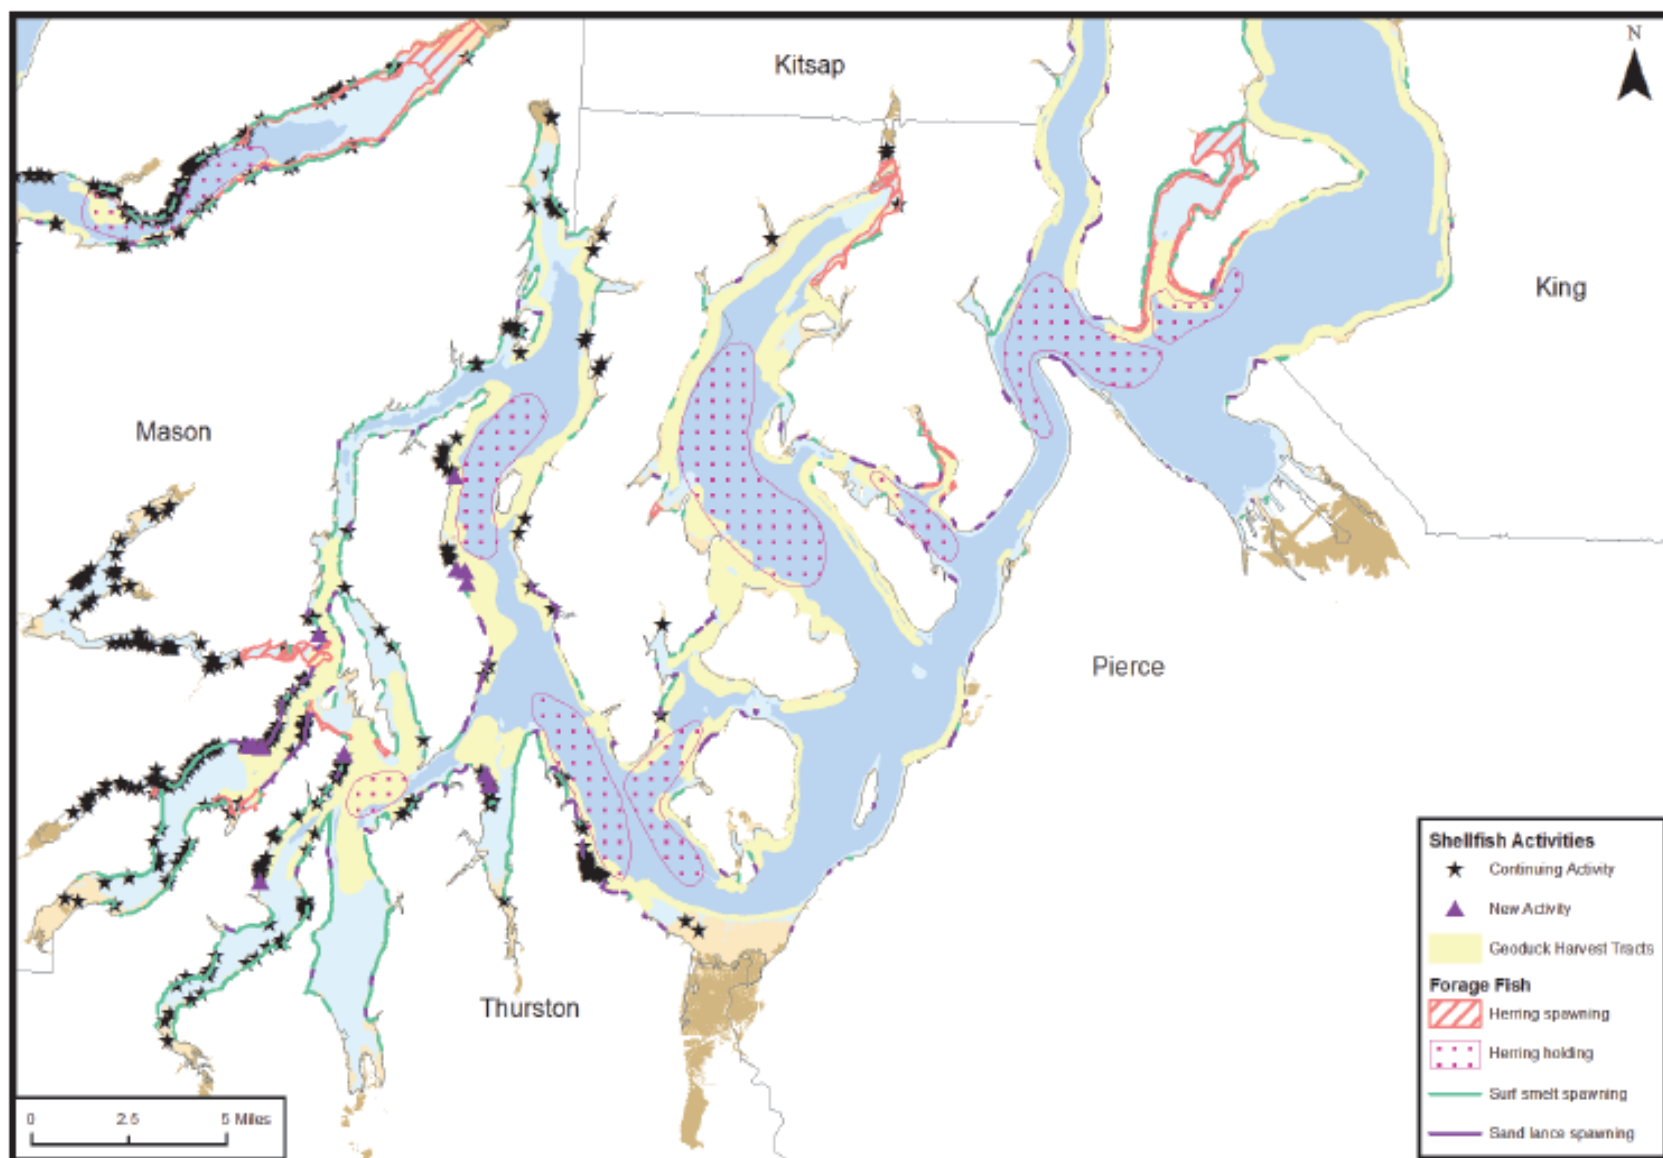 N
Kitsap
King
Mason
Pierce
Thurston
Shellfish Activities
Continuing Activity
New Activity
Geoduck Harvest Tracts
Forage Fish
Herring spawning
Herring holding
Surf smelt spawning
Sand lance spawning
0 2.5 5 Miles